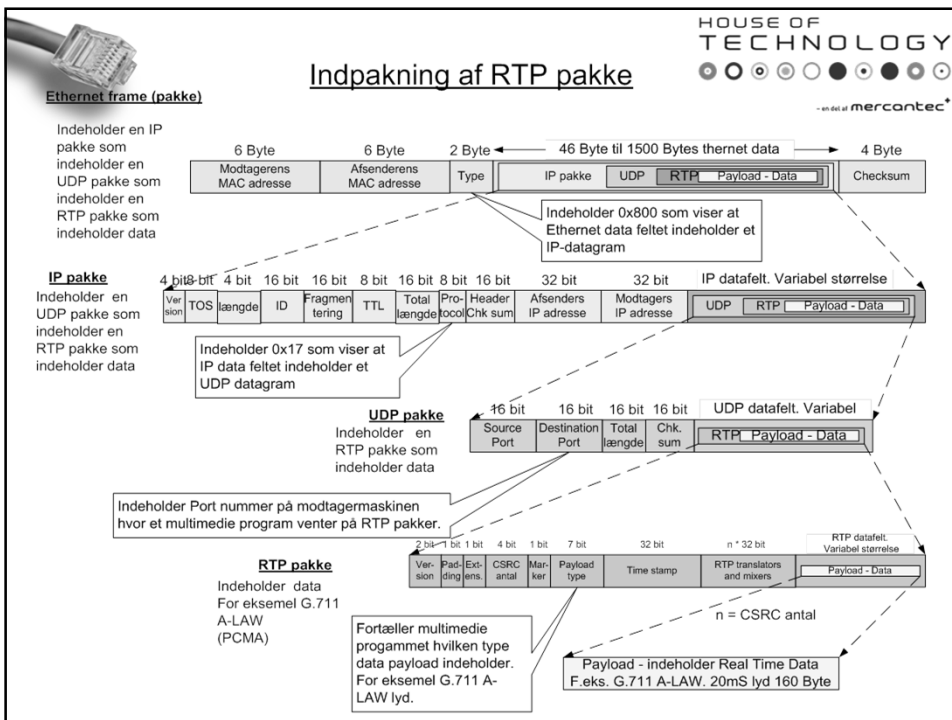 HOUSE OF
TECHNOLOGY
- en del af mercantec+
Indpakning af RTP pakke
Ethernet frame (pakke)
Indeholder en IP
pakke som
indeholder en
UDP pakke som
indeholder en
RTP pakke som
indeholder data
6 Byte
6 Byte
2 Byte
46 Byte til 1500 Bytes thernet data
4 Byte
Modtagerens
MAC adresse
Afsenderens
MAC adresse
Type
IP pakke
UDP
RTP
Payload - Data
Checksum
Indeholder 0x800 som viser at
Ethernet data feltet indeholder et
IP-datagram
IP pakke
Indeholder en
UDP pakke som
indeholder en
RTP pakke som
indeholder data
4 bit
8 bit
4 bit
16 bit
16 bit
8 bit
16 bit
8 bit
16 bit
32 bit
32 bit
IP datafelt. Variabel størrelse
Ver
sion
TOS
længde
ID
Fragmen
tering
TTL
Total
længde
Pro-
tocol
Header
Chk sum
Afsenders
IP adresse
Modtagers
IP adresse
UDP
RTP
Payload - Data
Indeholder 0x17 som viser at
IP data feltet indeholder et
UDP datagram
UDP pakke
Indeholder en
RTP pakke som
indeholder data
16 bit
16 bit
16 bit
16 bit
UDP datafelt. Variabel
Source
Port
Destination
Port
Total
længde
Chk.
sum
RTP
Payload - Data
Indeholder Port nummer på modtagermaskinen
hvor et multimedie program venter på RTP pakker.
RTP pakke
Indeholder data
For eksemel G.711
A-LAW
(PCMA)
2 bit
1 bit
1 bit
4 bit
1 bit
7 bit
32 bit
n * 32 bit
RTP datafelt.
Variabel størrelse
Ver-
sion
Pad-
ding
Ext-
ens.
CSRC
antal
Mar-
ker
Payload
type
Time stamp
RTP translators
and mixers
Payload - Data
n = CSRC antal
Fortæller multimedie
progammet hvilken type
data payload indeholder.
For eksemel G.711 A-
LAW lyd.
Payload - indeholder Real Time Data
F.eks. G.711 A-LAW. 20mS lyd 160 Byte